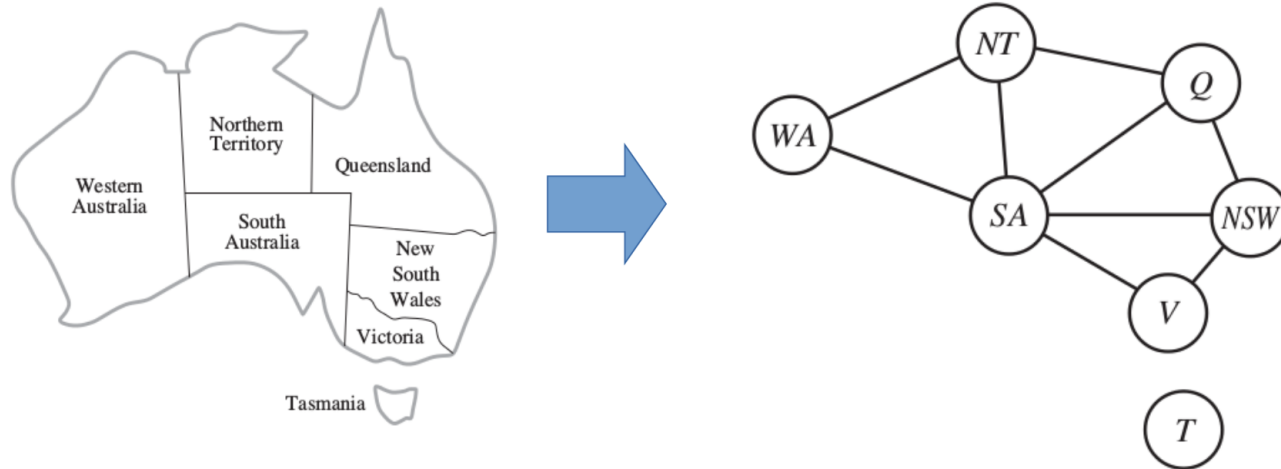 Northern
Territory
Western
Australia
Queensland
South
Australia
New
South
Wales
Victoria
Tasmania
NT
Q
WA
SA
NSW
V
T